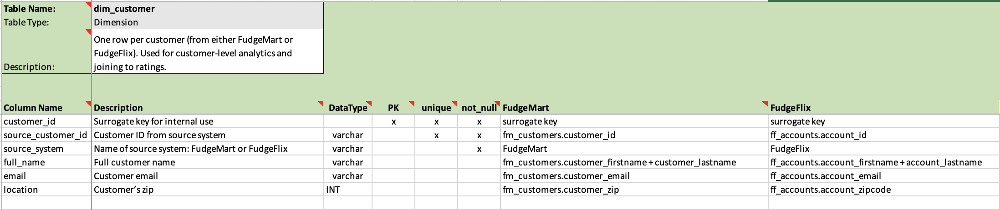 Table Name: dim_customer
Table Type: Dimension
One row per customer (from either FudgeMart or
FudgeFlix). Used for customer-level analytics and
Description: joining to ratings.
Column Name Description DataType PK unique not_null FudgeMart FudgeFlix
customer_id Surrogate key for internal use x x x surrogate key surrogate key
source_customer_id Customer ID from source system varchar x x fm_customers.customer_id ff_accounts.account_id
source_system Name of source system: FudgeMart or FudgeFlix varchar x FudgeMart FudgeFlix
full_name Full customer name varchar fm_customers.customer_firstname + customer_lastname ff_accounts.account_firstname + account_lastname
email Customer email varchar fm_customers.customer_email ff_accounts.account_email
location Customer’s zip INT fm_customers.customer_zip ff_accounts.account_zipcode